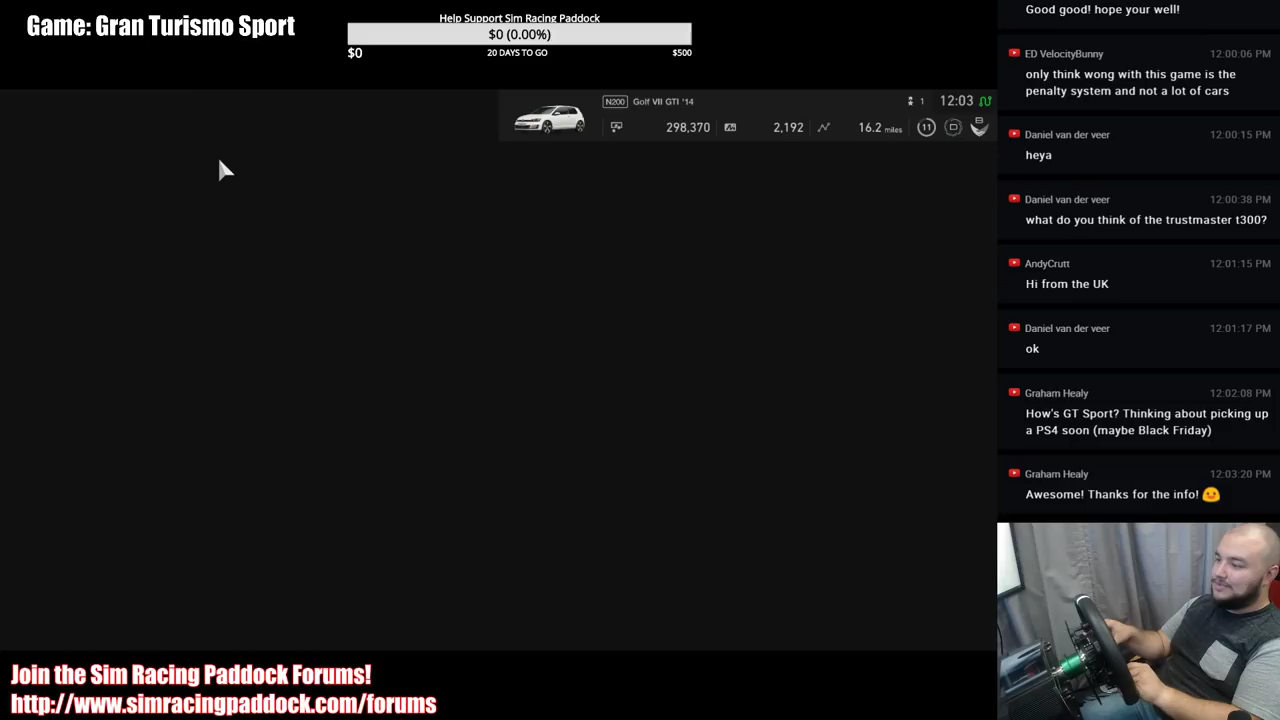 Game: Gran Turismo Sport
Help Support Sim Racing Paddock
$0 (0.00%)
$0
20 DAYS TO GO
$500
N200 Golf VII GTI '14
1 12:03
298,370 2,192 16.2 miles 11 B
Good good! hope your well!
ED VelocityBunny 12:00:06 PM
only think wong with this game is the
penalty system and not a lot of cars
Daniel van der veer 12:00:15 PM
heya
Daniel van der veer 12:00:38 PM
what do you think of the trustmaster t300?
AndyCrutt 12:01:15 PM
Hi from the UK
Daniel van der veer 12:01:17 PM
ok
Graham Healy 12:02:08 PM
How's GT Sport? Thinking about picking up
a PS4 soon (maybe Black Friday)
Graham Healy 12:03:20 PM
Awesome! Thanks for the info!
Join the Sim Racing Paddock Forums!
http://www.simracingpaddock.com/forums